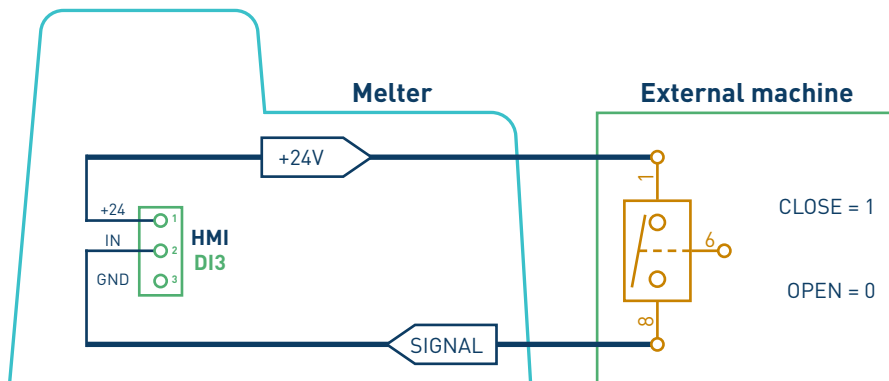 Melter
External machine
+24V
1
+24
1
HMI
IN
2
DI3
GND
3
6
CLOSE = 1
OPEN = 0
8
SIGNAL